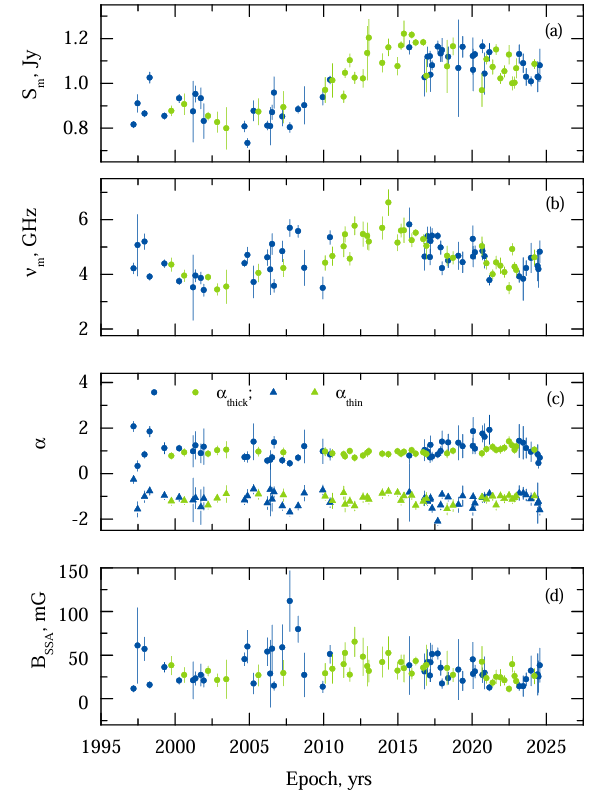 (a)
S_m, Jy
1.2
1.0
0.8
(b)
ν_m, GHz
6
4
2
(c)
α
4
2
0
-2
α_thick;
α_thin
(d)
B_SSA, mG
150
100
50
0
1995
2000
2005
2010
2015
2020
2025
Epoch, yrs